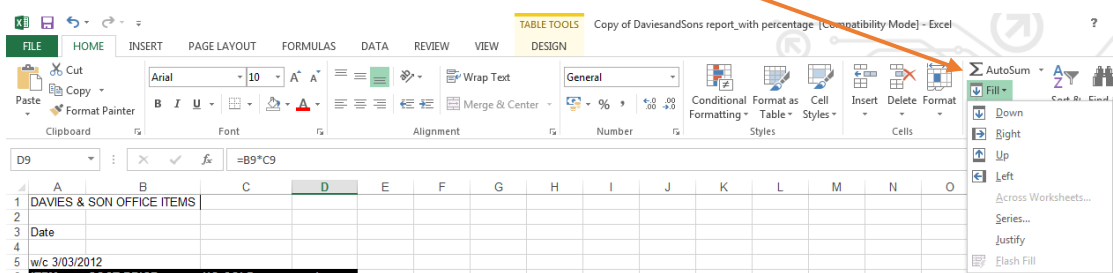 TABLE TOOLS Copy of DaviesandSons report_with percentage [Compatibility Mode] - Excel ?
FILE HOME INSERT PAGE LAYOUT FORMULAS DATA REVIEW VIEW DESIGN
Cut
Copy
Format Painter
Paste
Clipboard
Arial 10
B I U
Font
Wrap Text
Merge & Center
Alignment
General
% ,
Number
Conditional Formatting
Format as Table
Cell Styles
Styles
Insert Delete Format
Cells
AutoSum
Fill
Sort & Find
Down
Right
Up
Left
Across Worksheets...
Series...
Justify
Flash Fill
D9 fx =B9*C9
A B C D E F G H I J K L M N O
1 DAVIES & SON OFFICE ITEMS
2
3 Date
4
5 w/c 3/03/2012